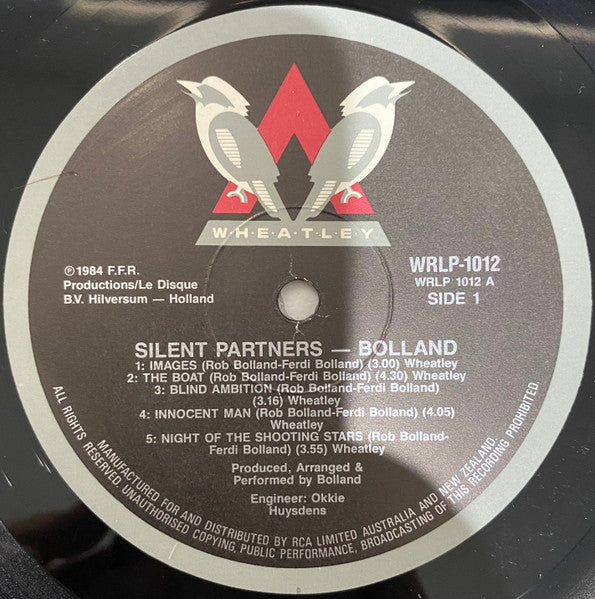 W·H·E·A·T·L·E·Y
℗1984 F.F.R.
Productions/Le Disque
B.V. Hilversum — Holland
WRLP-1012
WRLP 1012 A
SIDE 1
SILENT PARTNERS — BOLLAND
1: IMAGES (Rob Bolland-Ferdi Bolland) (3.00) Wheatley
2: THE BOAT (Rob Bolland-Ferdi Bolland) (4.30) Wheatley
3: BLIND AMBITION (Rob Bolland-Ferdi Bolland)
(3.16) Wheatley
4: INNOCENT MAN (Rob Bolland-Ferdi Bolland) (4.05)
Wheatley
5: NIGHT OF THE SHOOTING STARS (Rob Bolland-
Ferdi Bolland) (3.55) Wheatley
Produced, Arranged &
Performed by Bolland
Engineer: Okkie
Huysdens
MANUFACTURED FOR AND DISTRIBUTED BY RCA LIMITED AUSTRALIA AND NEW ZEALAND.
ALL RIGHTS RESERVED. UNAUTHORISED COPYING, PUBLIC PERFORMANCE, BROADCASTING OF THIS RECORDING PROHIBITED.